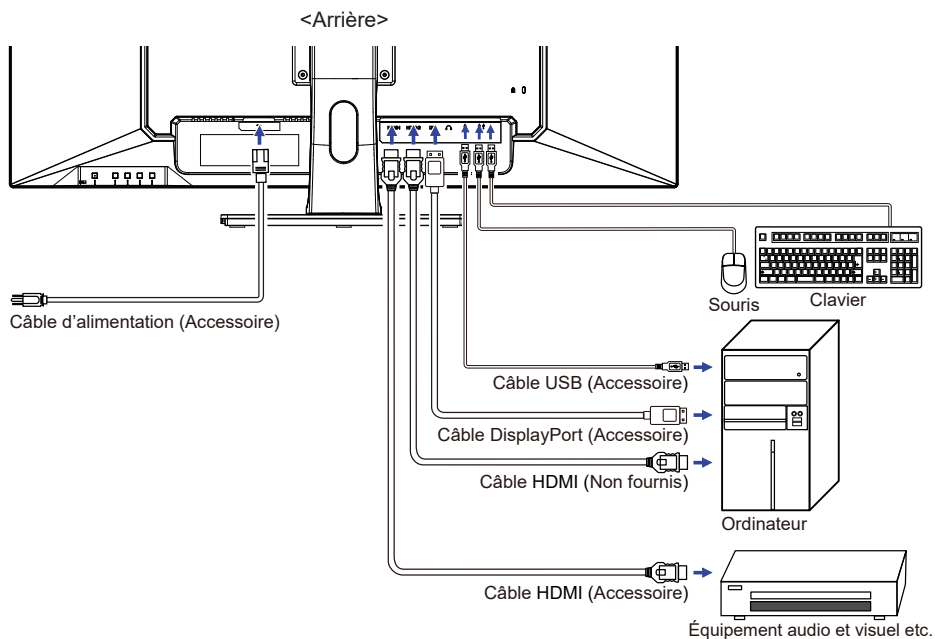 <Arrière>
Souris
Clavier
Câble d'alimentation (Accessoire)
Câble USB (Accessoire)
Câble DisplayPort (Accessoire)
Câble HDMI (Non fournis)
Ordinateur
Câble HDMI (Accessoire)
Équipement audio et visuel etc.